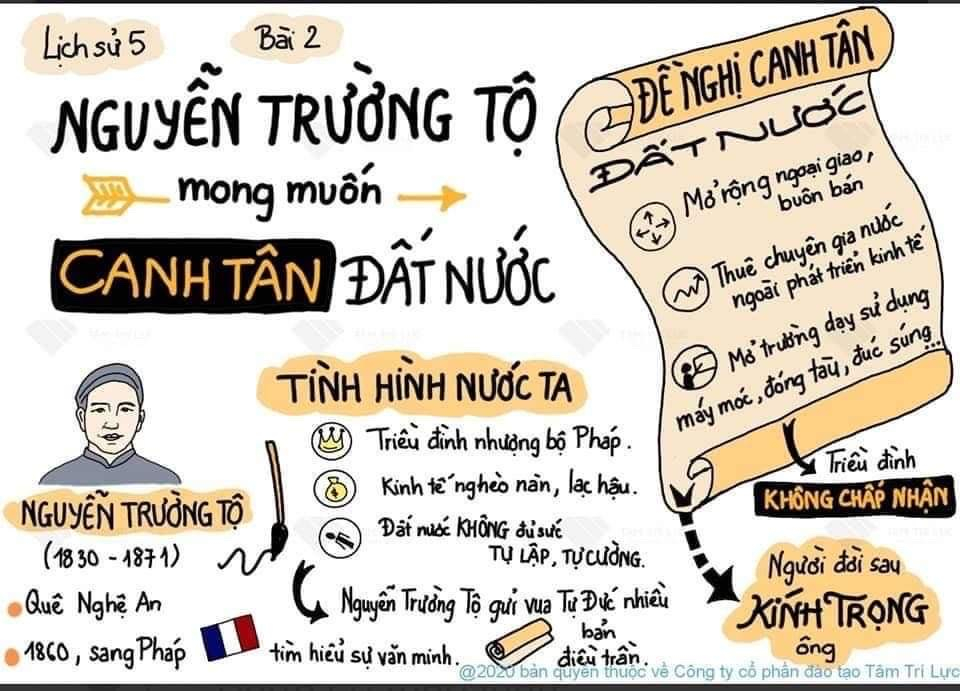 Lịch sử 5
Bài 2
NGUYỄN TRƯỜNG TỘ
mong muốn
CANH TÂN ĐẤT NƯỚC
ĐỀ NGHỊ CANH TÂN
ĐẤT NƯỚC
Mở rộng ngoại giao,
buôn bán
Thuê chuyên gia nước
ngoài phát triển kinh tế
Mở trường dạy sử dụng
máy móc, đóng tàu, đúc súng...
Triều đình
KHÔNG CHẤP NHẬN
Người đời sau
KÍNH TRỌNG
ông
NGUYỄN TRƯỜNG TỘ
(1830 - 1871)
Quê Nghệ An
1860, sang Pháp
tìm hiểu sự văn minh.
TÌNH HÌNH NƯỚC TA
Triều đình nhượng bộ Pháp.
Kinh tế nghèo nàn, lạc hậu.
Đất nước KHÔNG đủ sức
TỰ LẬP, TỰ CƯỜNG.
Nguyễn Trường Tộ gửi vua Tự Đức nhiều
bản
điều trần.
@2020 bản quyền thuộc về Công ty cổ phần đào tạo Tâm Trí Lực